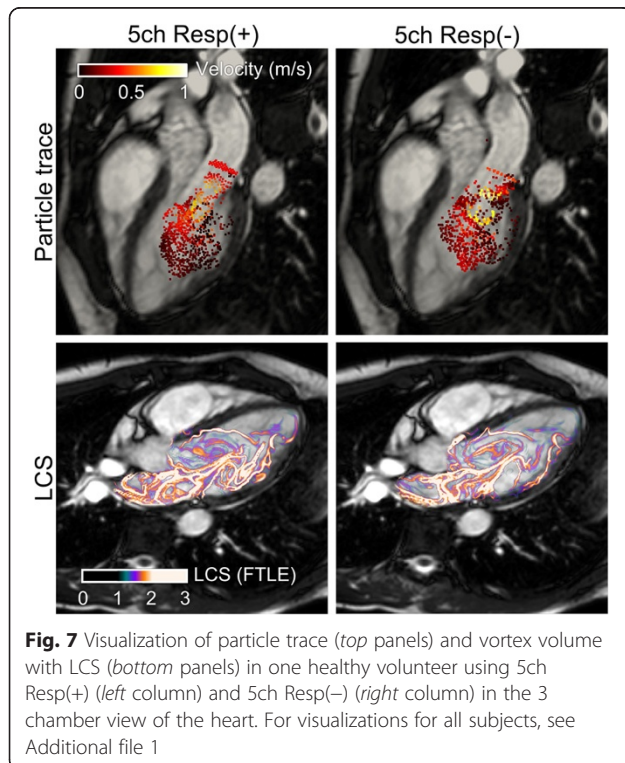 5ch Resp(+)
5ch Resp(-)
Particle trace
Velocity (m/s)
0
0.5
1
LCS
LCS (FTLE)
0
1
2
3
Fig. 7 Visualization of particle trace (top panels) and vortex volume
with LCS (bottom panels) in one healthy volunteer using 5ch
Resp(+) (left column) and 5ch Resp(−) (right column) in the 3
chamber view of the heart. For visualizations for all subjects, see
Additional file 1